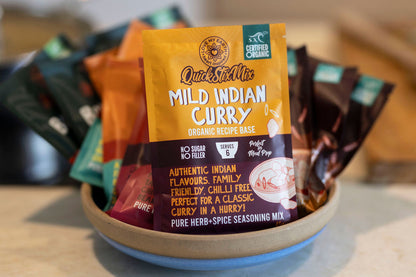 CERTIFIED
ORGANIC
QuickStixMix
MILD INDIAN
CURRY
ORGANIC RECIPE BASE
NO SUGAR
NO FILLER
SERVES
6
Perfect
Meal Prep
AUTHENTIC INDIAN
FLAVOURS. FAMILY
FRIENDLY, CHILLI FREE
PERFECT FOR A CLASSIC
CURRY IN A HURRY!
PURE HERB+SPICE SEASONING MIX
PURE